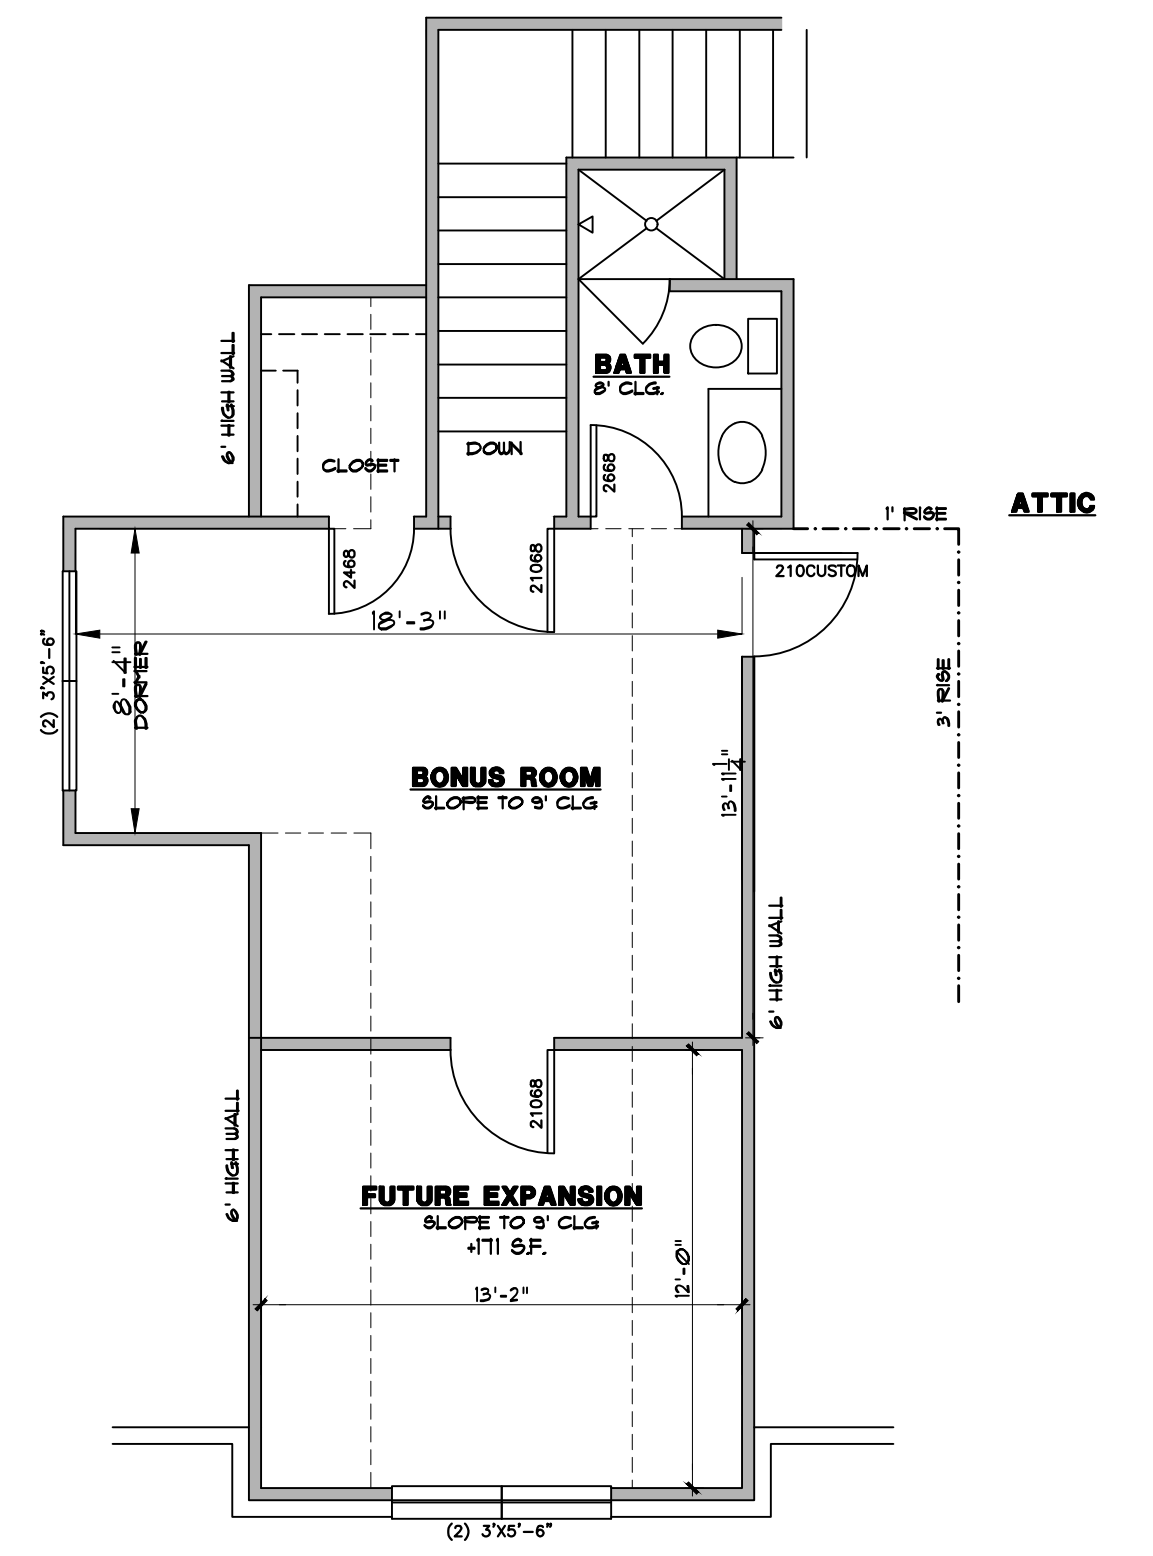 6' HIGH WALL
BATH
8' CLG.
DOWN
CLOSET
2668
ATTIC
1' RISE
2468
21068
210CUSTOM
18'-3"
(2) 3'X5'-6"
8'-4"
DORMER
3' RISE
BONUS ROOM
SLOPE TO 9' CLG
13'-11 1/4"
6' HIGH WALL
21068
6' HIGH WALL
FUTURE EXPANSION
SLOPE TO 9' CLG
+171 S.F.
12'-0"
13'-2"
(2) 3'X5'-6"